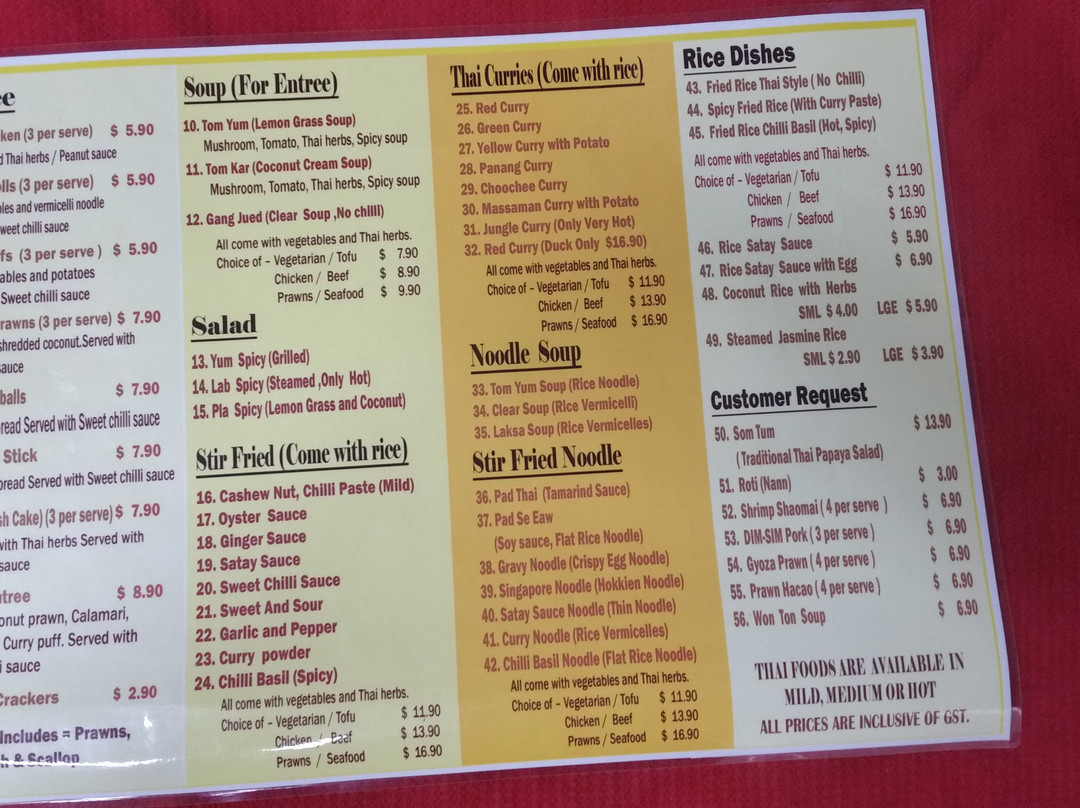 ken (3 per serve) $ 5.90
Thai herbs / Peanut sauce
lls (3 per serve) $ 5.90
bles and vermicelli noodle
weet chilli sauce
fs (3 per serve ) $ 5.90
ables and potatoes
Sweet chilli sauce
rawns (3 per serve) $ 7.90
shredded coconut.Served with
auce
balls $ 7.90
read Served with Sweet chilli sauce
Stick $ 7.90
bread Served with Sweet chilli sauce
sh Cake) (3 per serve) $ 7.90
with Thai herbs Served with
sauce
ntree $ 8.90
onut prawn, Calamari,
Curry puff. Served with
i sauce
Crackers $ 2.90
Includes = Prawns,
h & Scallop
Soup (For Entree)
10. Tom Yum (Lemon Grass Soup)
Mushroom, Tomato, Thai herbs, Spicy soup
11. Tom Kar (Coconut Cream Soup)
Mushroom, Tomato, Thai herbs, Spicy soup
12. Gang Jued (Clear Soup ,No chilli)
All come with vegetables and Thai herbs.
Choice of – Vegetarian / Tofu $ 7.90
Chicken / Beef $ 8.90
Prawns / Seafood $ 9.90
Salad
13. Yum Spicy (Grilled)
14. Lab Spicy (Steamed ,Only Hot)
15. Pla Spicy (Lemon Grass and Coconut)
Stir Fried (Come with rice)
16. Cashew Nut, Chilli Paste (Mild)
17. Oyster Sauce
18. Ginger Sauce
19. Satay Sauce
20. Sweet Chilli Sauce
21. Sweet And Sour
22. Garlic and Pepper
23. Curry powder
24. Chilli Basil (Spicy)
All come with vegetables and Thai herbs.
Choice of – Vegetarian / Tofu $ 11.90
Chicken / Beef $ 13.90
Prawns / Seafood $ 16.90
Thai Curries (Come with rice)
25. Red Curry
26. Green Curry
27. Yellow Curry with Potato
28. Panang Curry
29. Choochee Curry
30. Massaman Curry with Potato
31. Jungle Curry (Only Very Hot)
32. Red Curry (Duck Only $16.90)
All come with vegetables and Thai herbs.
Choice of – Vegetarian / Tofu $ 11.90
Chicken / Beef $ 13.90
Prawns / Seafood $ 16.90
Noodle Soup
33. Tom Yum Soup (Rice Noodle)
34. Clear Soup (Rice Vermicelli)
35. Laksa Soup (Rice Vermicelles)
Stir Fried Noodle
36. Pad Thai (Tamarind Sauce)
37. Pad Se Eaw
(Soy sauce, Flat Rice Noodle)
38. Gravy Noodle (Crispy Egg Noodle)
39. Singapore Noodle (Hokkien Noodle)
40. Satay Sauce Noodle (Thin Noodle)
41. Curry Noodle (Rice Vermicelles)
42. Chilli Basil Noodle (Flat Rice Noodle)
All come with vegetables and Thai herbs.
Choice of – Vegetarian / Tofu $ 11.90
Chicken / Beef $ 13.90
Prawns / Seafood $ 16.90
Rice Dishes
43. Fried Rice Thai Style ( No Chilli)
44. Spicy Fried Rice (With Curry Paste)
45. Fried Rice Chilli Basil (Hot, Spicy)
All come with vegetables and Thai herbs.
Choice of – Vegetarian / Tofu $ 11.90
Chicken / Beef $ 13.90
Prawns / Seafood $ 16.90
46. Rice Satay Sauce $ 5.90
47. Rice Satay Sauce with Egg $ 6.90
48. Coconut Rice with Herbs
SML $ 4.00 LGE $ 5.90
49. Steamed Jasmine Rice
SML $ 2.90 LGE $ 3.90
Customer Request
50. Som Tum $ 13.90
(Traditional Thai Papaya Salad)
51. Roti (Nann) $ 3.00
52. Shrimp Shaomai ( 4 per serve ) $ 6.90
53. DIM-SIM Pork ( 3 per serve ) $ 6.90
54. Gyoza Prawn ( 4 per serve ) $ 6.90
55. Prawn Hacao ( 4 per serve ) $ 6.90
56. Won Ton Soup $ 6.90
THAI FOODS ARE AVAILABLE IN
MILD, MEDIUM OR HOT
ALL PRICES ARE INCLUSIVE OF GST.